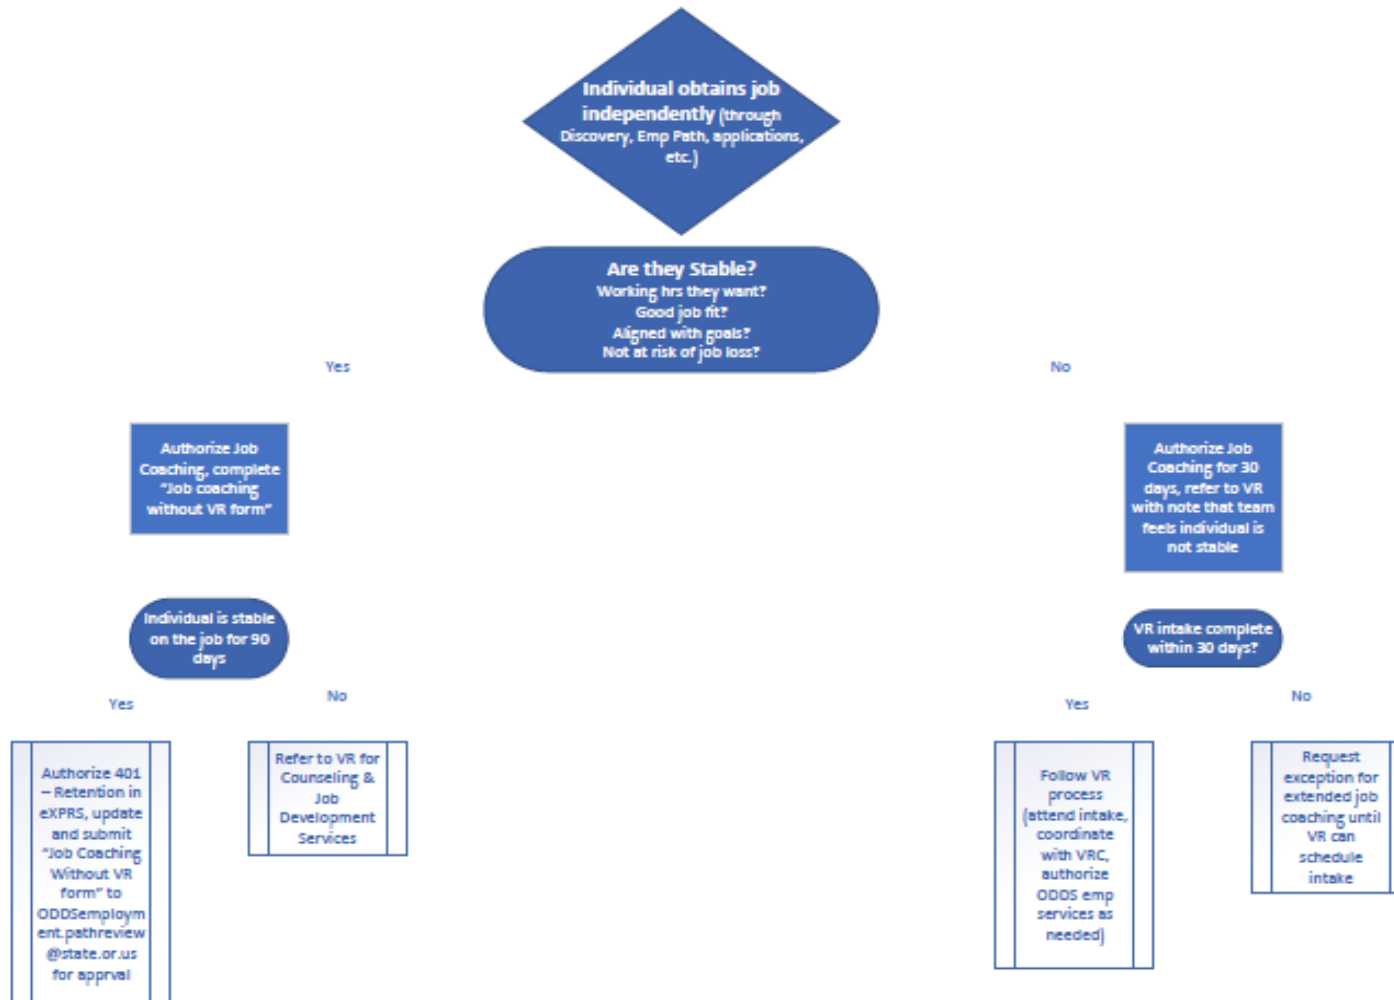 Individual obtains job
independently (through
Discovery, Emp Path, applications,
etc.)
Are they Stable?
Working hrs they want?
Good job fit?
Aligned with goals?
Not at risk of job loss?
Yes
No
Authorize Job
Coaching, complete
"Job coaching
without VR form"
Authorize Job
Coaching for 30
days, refer to VR
with note that team
feels individual is
not stable
Individual is stable
on the job for 90
days
VR intake complete
within 30 days?
Yes
No
Yes
No
Authorize 401
– Retention in
eXPRS, update
and submit
"Job Coaching
Without VR
form" to
ODDSemploym
ent.pathreview
@state.or.us
for apprval
Refer to VR for
Counseling &
Job
Development
Services
Follow VR
process
(attend intake,
coordinate
with VRC,
authorize
ODDS emp
services as
needed)
Request
exception for
extended job
coaching until
VR can
schedule
intake